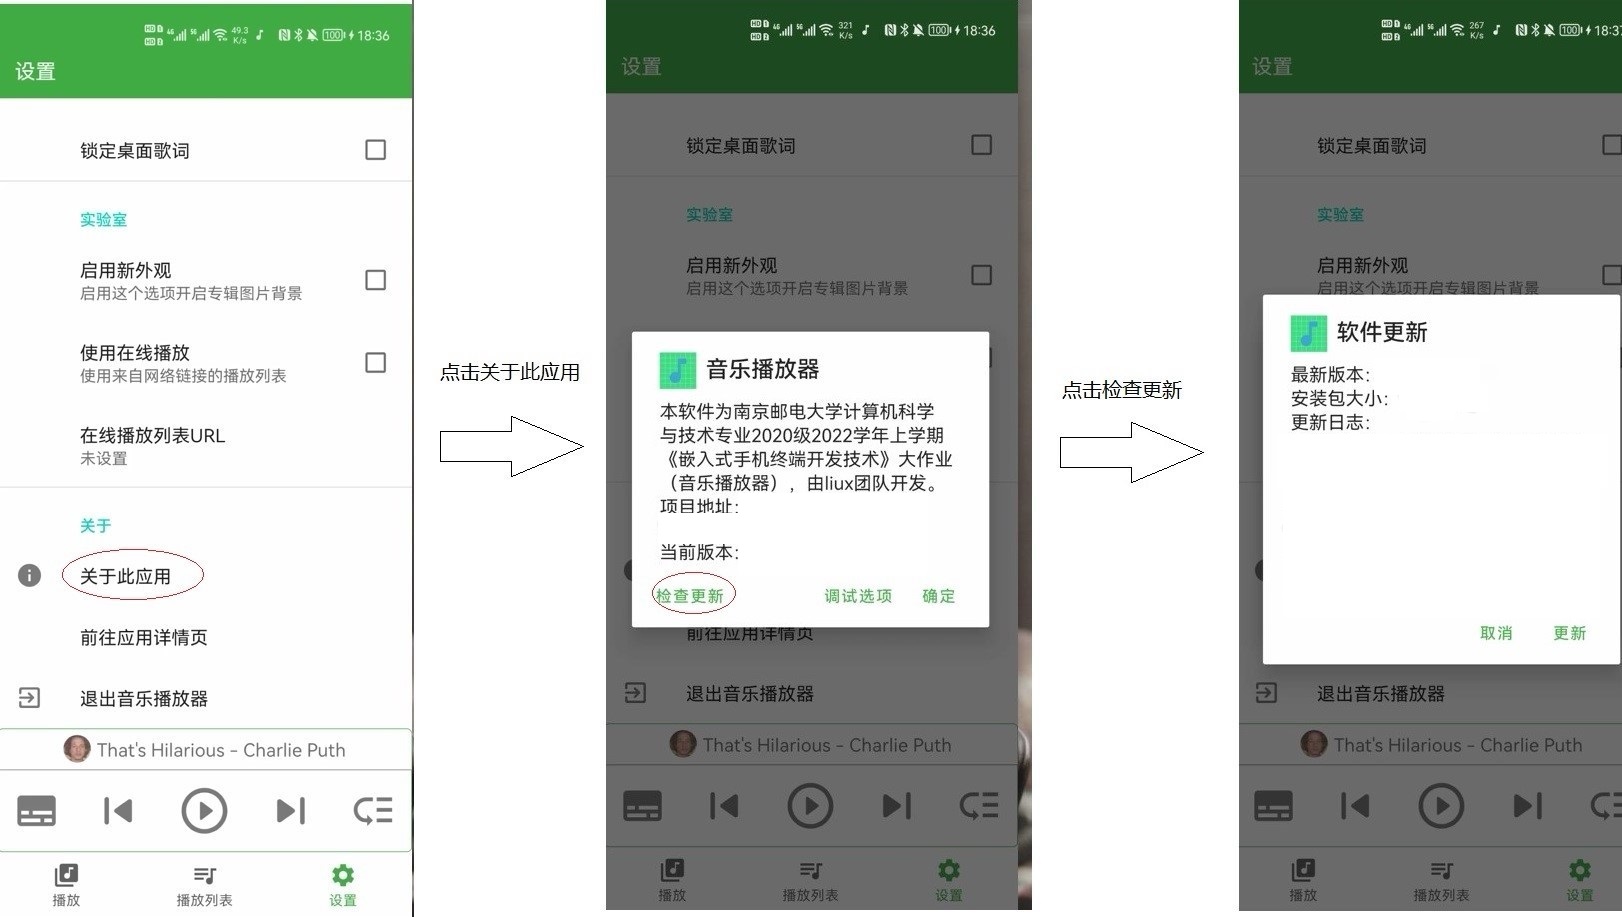 49.3
K/s
100
18:36
设置
锁定桌面歌词
实验室
启用新外观
启用这个选项开启专辑图片背景
使用在线播放
使用来自网络链接的播放列表
在线播放列表URL
未设置
关于
关于此应用
前往应用详情页
退出音乐播放器
That's Hilarious - Charlie Puth
播放
播放列表
设置
点击关于此应用
321
K/s
100
18:36
设置
锁定桌面歌词
实验室
启用新外观
启用这个选项开启专辑图片背景
音乐播放器
本软件为南京邮电大学计算机科学
与技术专业2020级2022学年上学期
《嵌入式手机终端开发技术》大作业
（音乐播放器），由liux团队开发。
项目地址:
当前版本:
检查更新
调试选项
确定
前往应用详情页
退出音乐播放器
That's Hilarious - Charlie Puth
播放
播放列表
设置
点击检查更新
267
K/s
100
18:37
设置
锁定桌面歌词
实验室
启用新外观
启用这个选项开启专辑图片背景
软件更新
最新版本:
安装包大小:
更新日志:
取消
更新
退出音乐播放器
That's Hilarious - Charlie Puth
播放
播放列表
设置